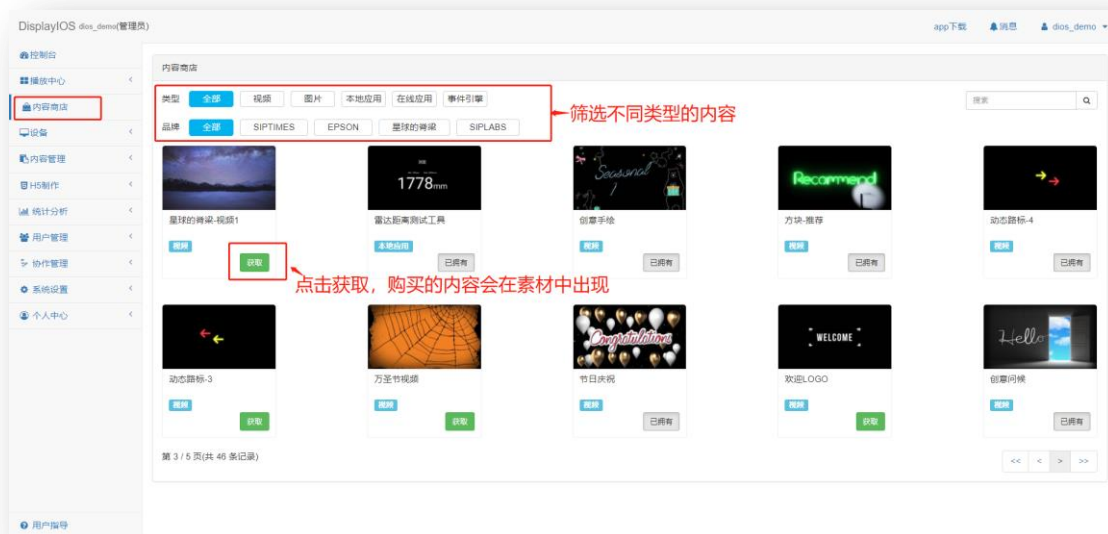 DisplayIOS dios_demo(管理员)
app下载 消息 dios_demo
控制台
播放中心
内容商店
设备
内容管理
H5制作
统计分析
用户管理
协作管理
系统设置
个人中心
用户指导
内容商店
类型 全部 视频 图片 本地应用 在线应用 事件引擎
搜索
品牌 全部 SIPTIMES EPSON 星球的脊梁 SIPLABS
筛选不同类型的内容
1778mm
Seasonal
Recommend
星球的脊梁-视频1 雷达距离测试工具 创意手绘 方块-推荐 动态路标-4
视频 本地应用 视频 视频 视频
获取 已拥有 已拥有 已拥有 已拥有
点击获取，购买的内容会在素材中出现
Congratulations
WELCOME
Hello
动态路标-3 万圣节视频 节日庆祝 欢迎LOGO 创意问候
视频 视频 视频 视频 视频
获取 获取 已拥有 获取 已拥有
第 3 / 5 页(共 46 条记录)
<< < > >>